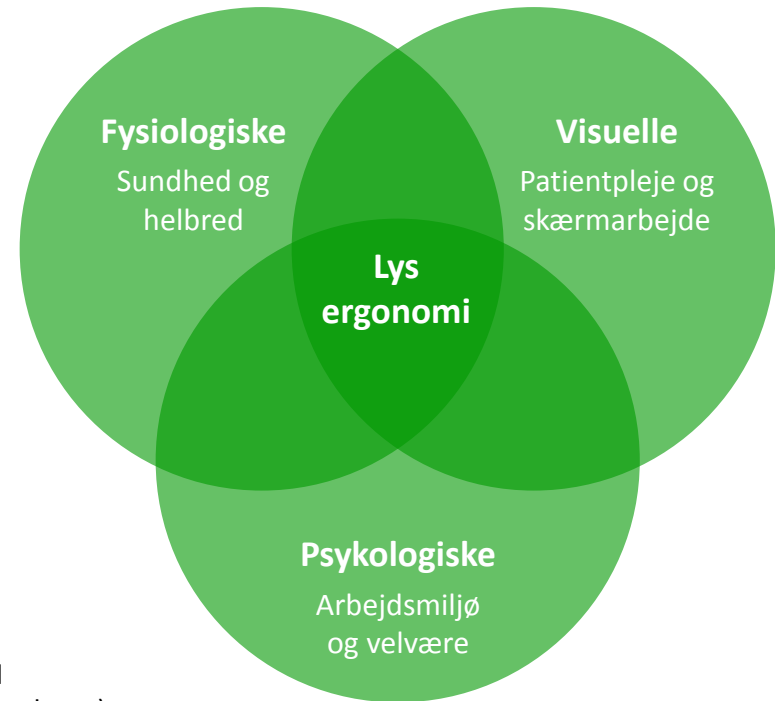 Fysiologiske
Sundhed og
helbred
Visuelle
Patientpleje og
skærmarbejde
Lys
ergonomi
Psykologiske
Arbejdsmiljø
og velvære